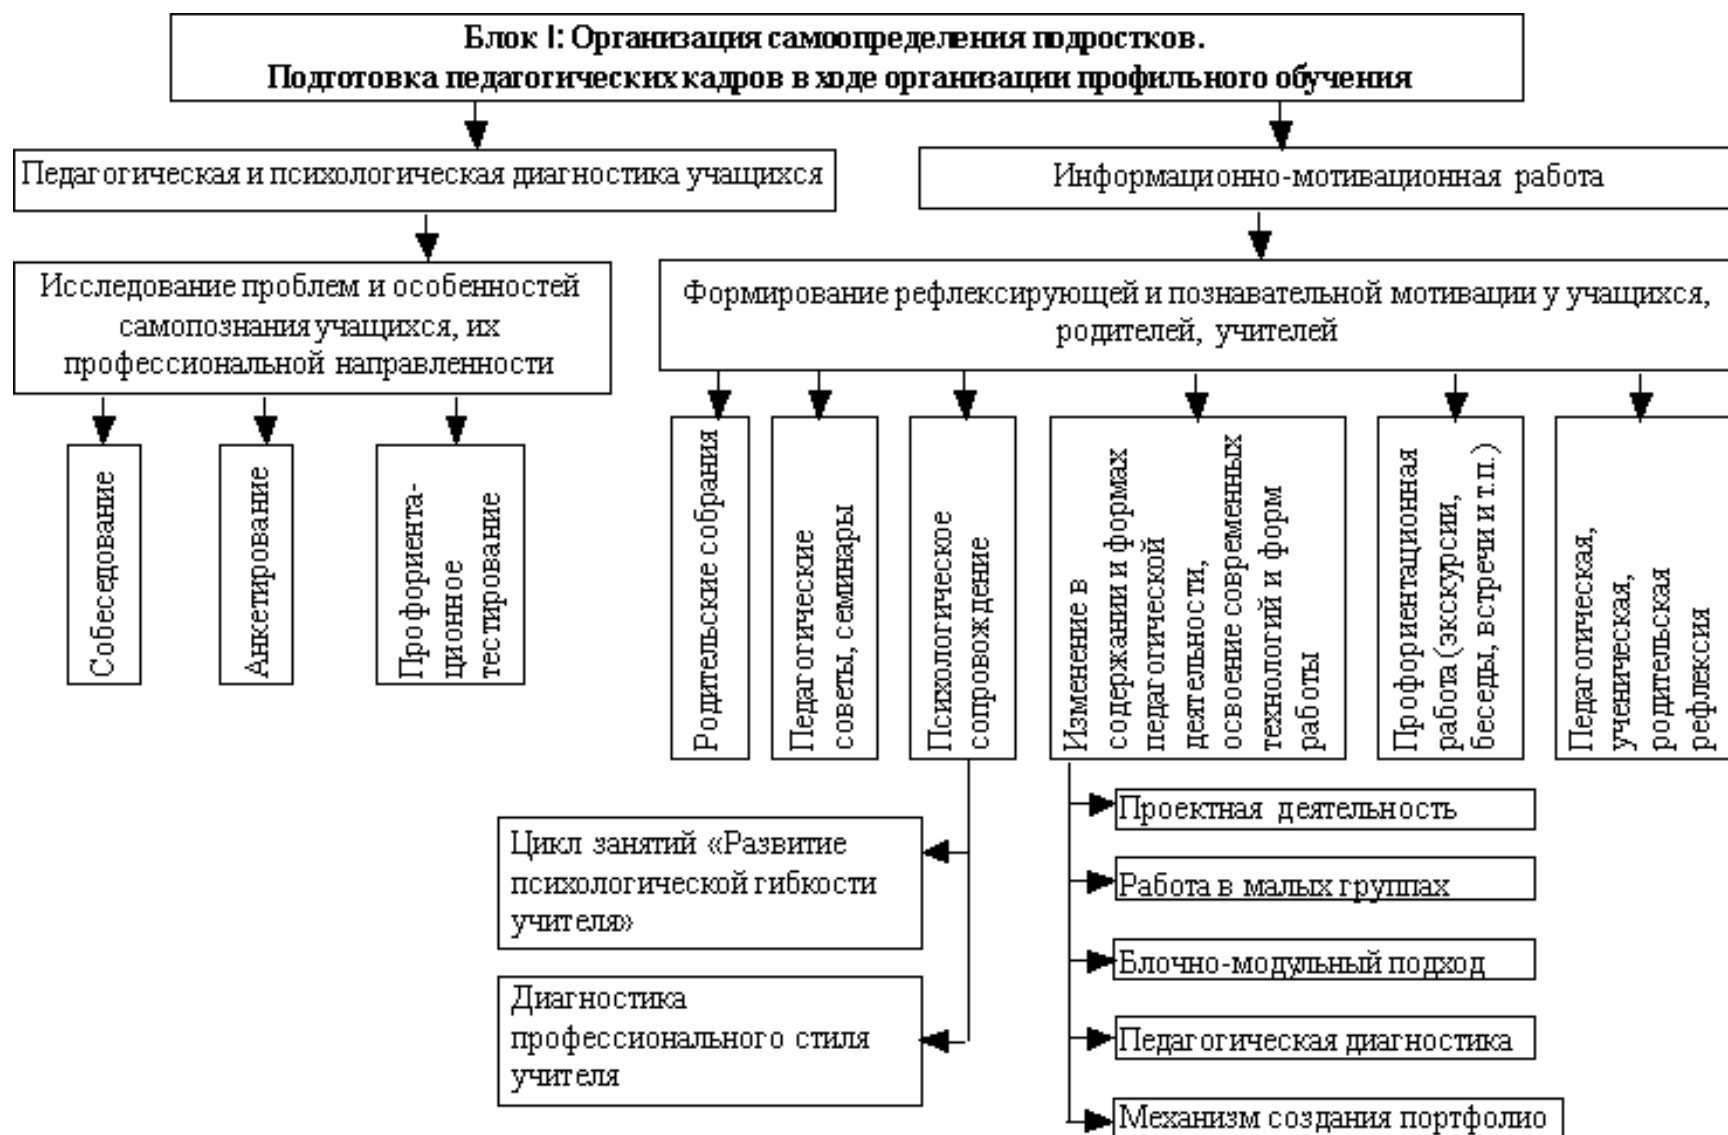 Блок I: Организация самоопределения подростков.
Подготовка педагогических кадров в ходе организации профильного обучения
Педагогическая и психологическая диагностика учащихся
Информационно-мотивационная работа
Исследование проблем и особенностей
самопознания учащихся, их
профессиональной направленности
Формирование рефлексирующей и познавательной мотивации у учащихся,
родителей, учителей
Собеседование
Анкетирование
Профориента-
ционное
тестирование
Родительские собрания
Педагогические
советы, семинары
Психологическое
сопровождение
Изменение в
содержании и формах
педагогической
деятельности,
освоение современных
технологий и форм
работы
Профориентационная
работа (экскурсии,
беседы, встречи и т.п.)
Педагогическая,
ученическая,
родительская
рефлексия
Цикл занятий «Развитие
психологической гибкости
учителя»
Диагностика
профессионального стиля
учителя
Проектная деятельность
Работа в малых группах
Блочно-модульный подход
Педагогическая диагностика
Механизм создания портфолио